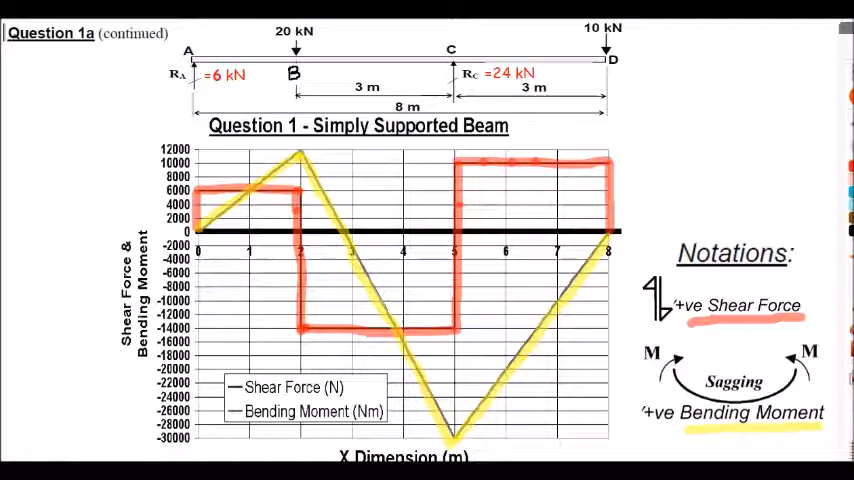 Question 1a (continued)
20 kN
10 kN
A
C
D
RA =6 kN
B
RC =24 kN
3 m
3 m
8 m
Question 1 - Simply Supported Beam
12000
10000
8000
6000
4000
2000
0
-2000
-4000
-6000
-8000
-10000
-12000
-14000
-16000
-18000
-20000
-22000
-24000
-26000
-28000
-30000
0 2 3 4 5 6 7 8
Shear Force &
Bending Moment
Shear Force (N)
Bending Moment (Nm)
X Dimension (m)
Notations:
'+ve Shear Force
M M
Sagging
'+ve Bending Moment